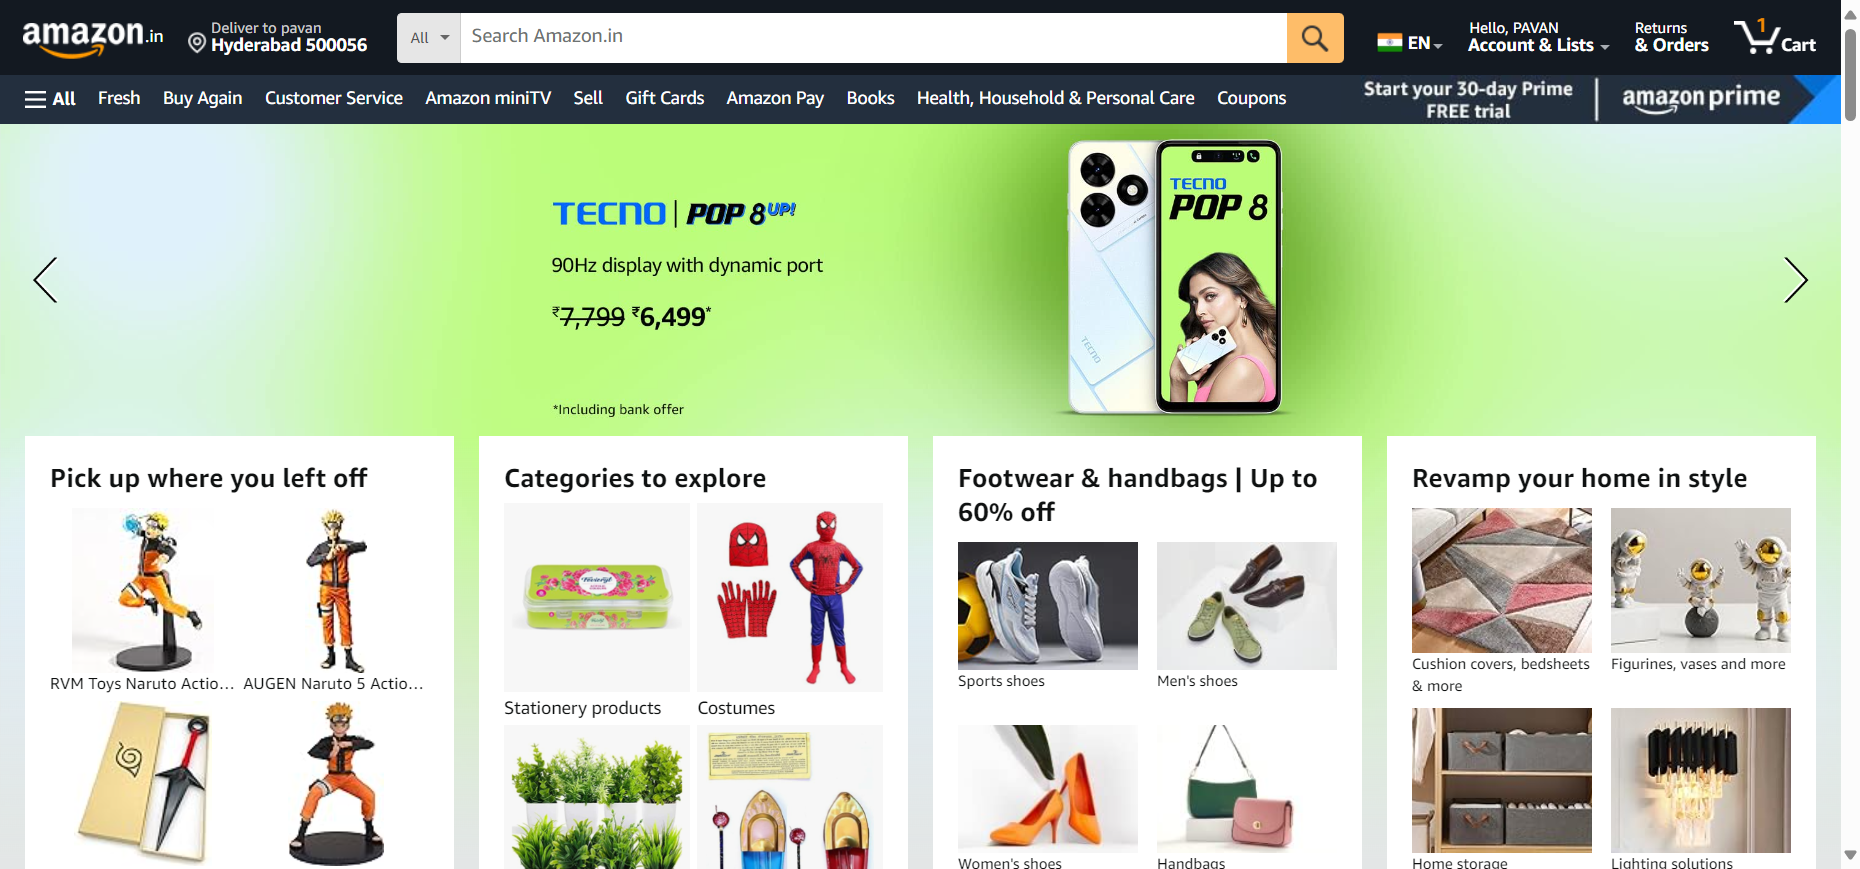 amazon.in
Deliver to pavan
Hyderabad 500056
All
Search Amazon.in
EN
Hello, PAVAN
Account & Lists
Returns
& Orders
1
Cart
All
Fresh
Buy Again
Customer Service
Amazon miniTV
Sell
Gift Cards
Amazon Pay
Books
Health, Household & Personal Care
Coupons
Start your 30-day Prime
FREE trial
amazon prime
TECNO | POP 8 UP!
90Hz display with dynamic port
₹7,799 ₹6,499*
*Including bank offer
TECNO
POP 8
TECNO
Pick up where you left off
RVM Toys Naruto Actio...
AUGEN Naruto 5 Actio...
Categories to explore
Stationery products
Costumes
Footwear & handbags | Up to
60% off
Sports shoes
Men's shoes
Women's shoes
Handbags
Revamp your home in style
Cushion covers, bedsheets
& more
Figurines, vases and more
Home storage
Lighting solutions